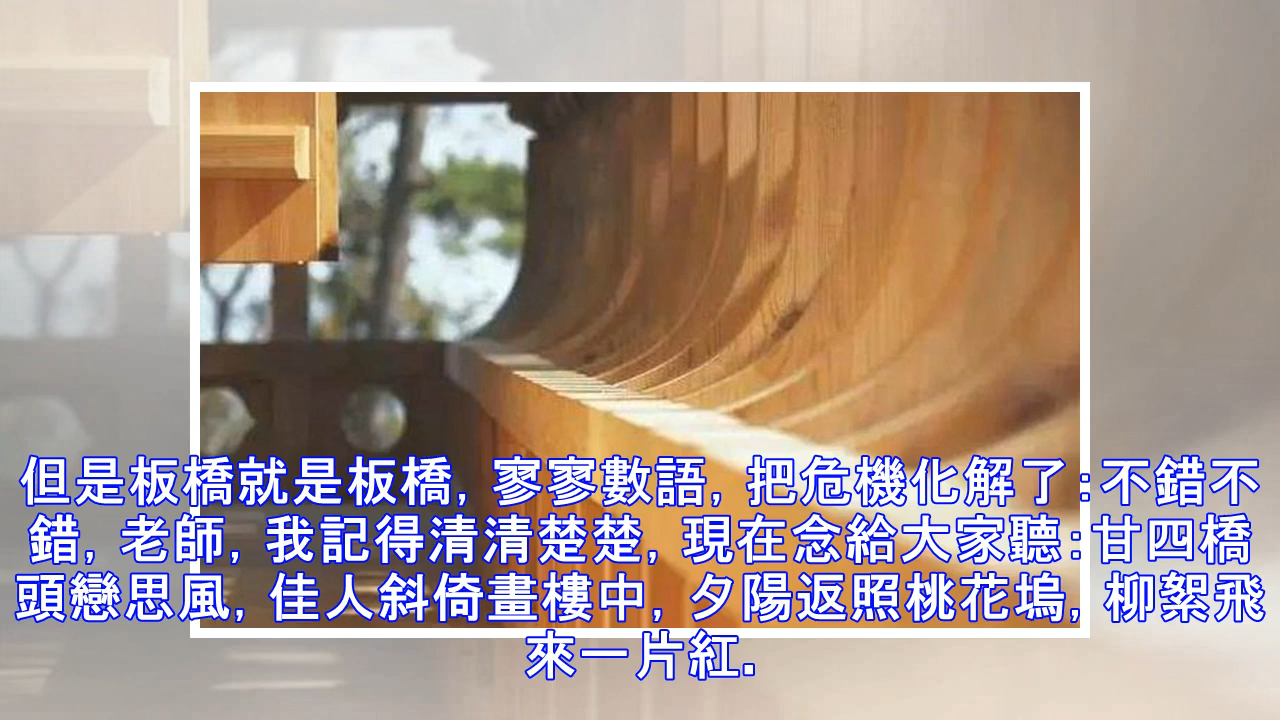 但是板橋就是板橋, 寥寥數語, 把危機化解了:不錯不
錯, 老師, 我記得清清楚楚, 現在念給大家聽:甘四橋
頭戀思風, 佳人斜倚畫樓中, 夕陽返照桃花塢, 柳絮飛
來一片紅.